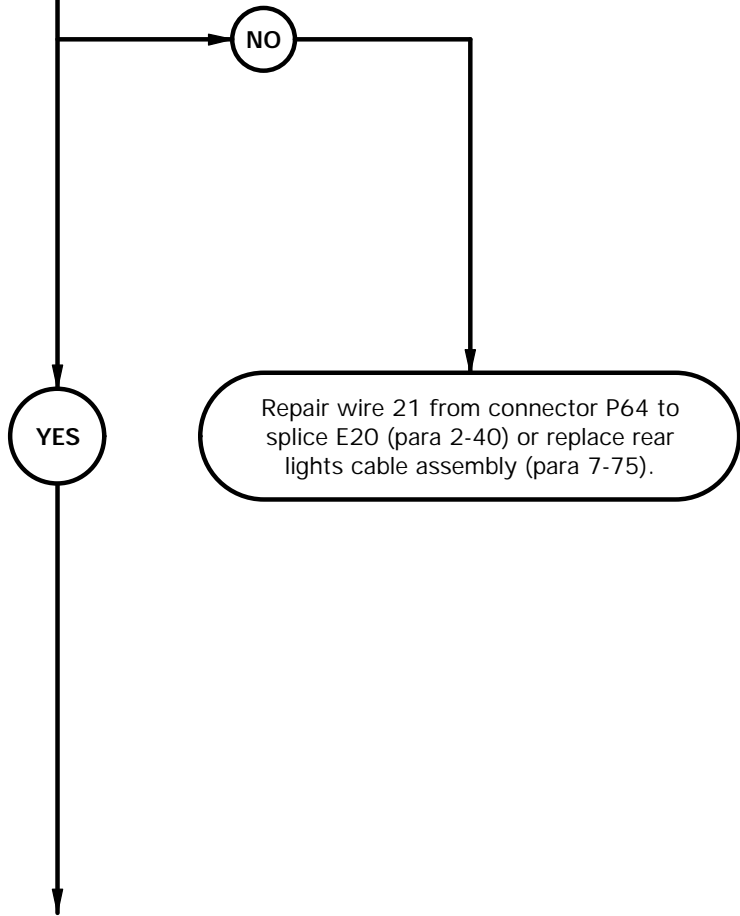 NO
Repair wire 21 from connector P64 to
splice E20 (para 2-40) or replace rear
lights cable assembly (para 7-75).
YES